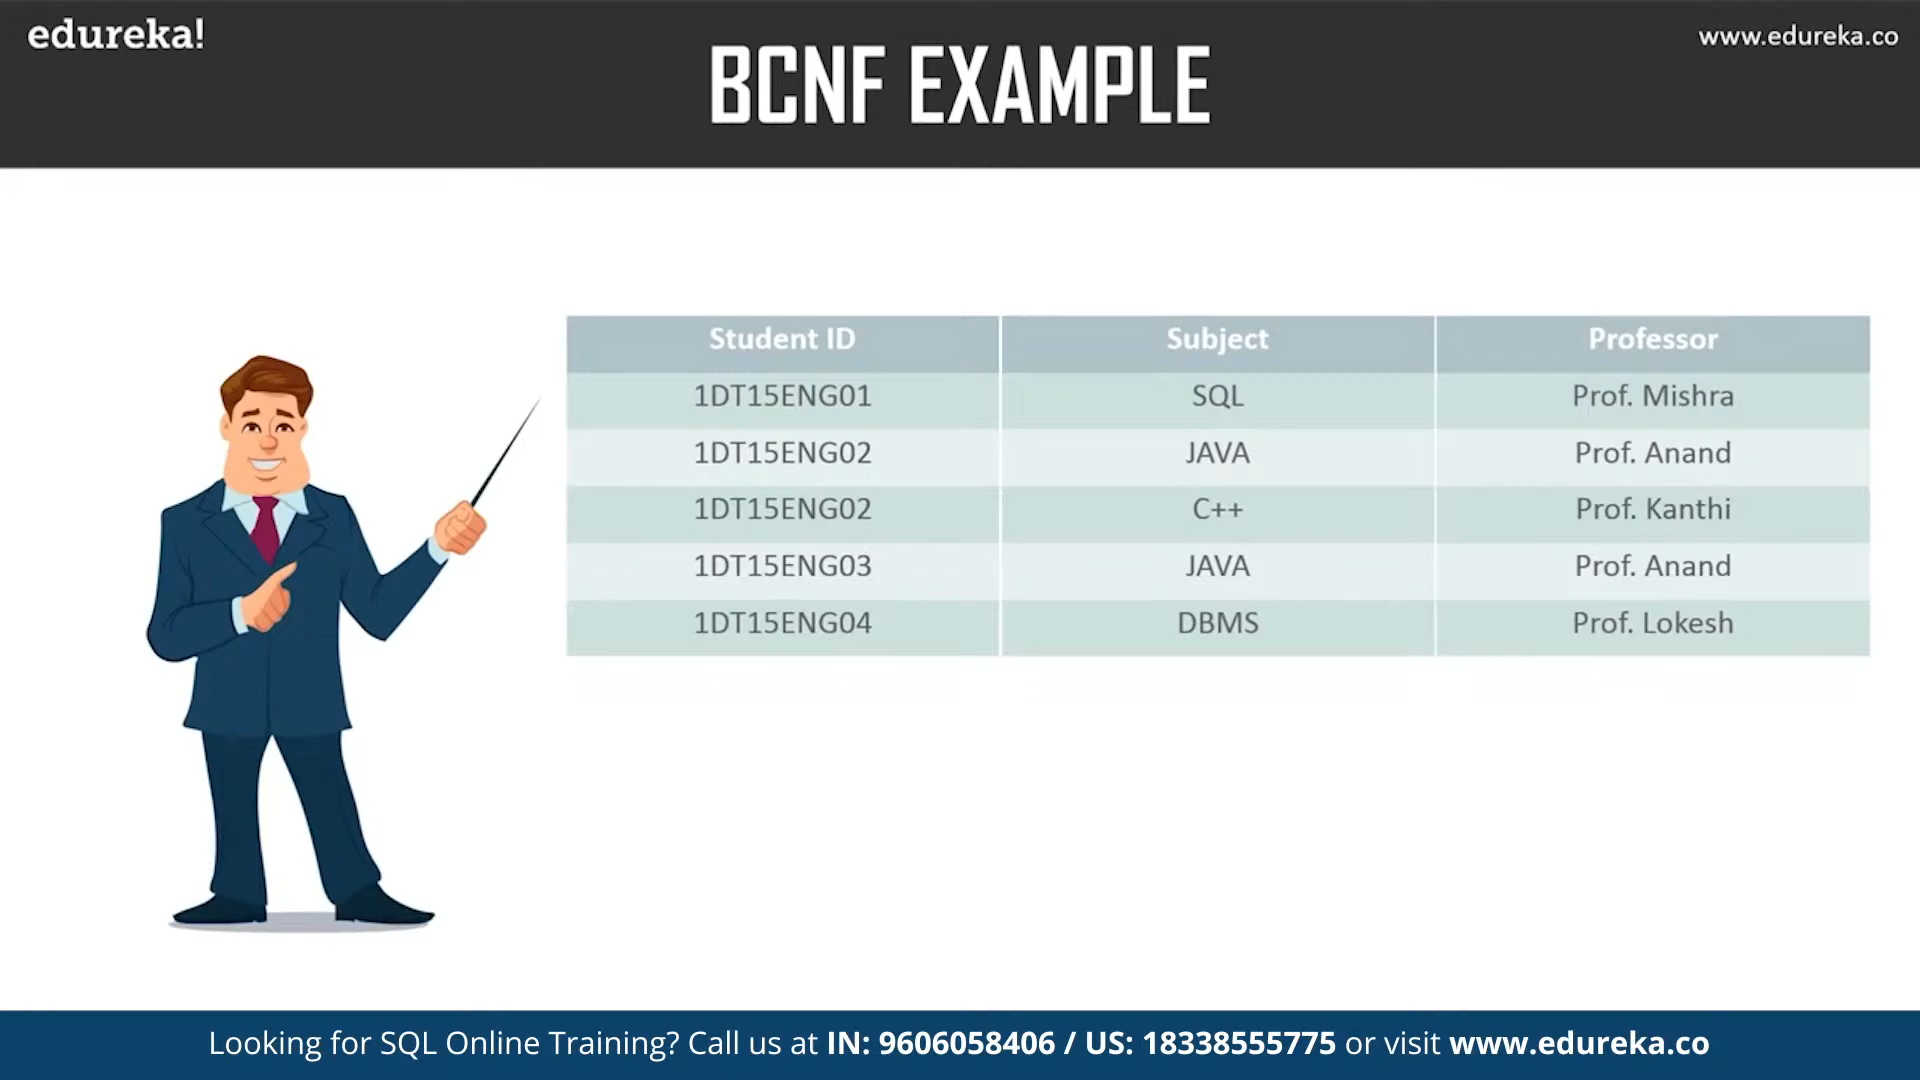 edureka!
www.edureka.co
BCNF EXAMPLE
Student ID Subject Professor
1DT15ENG01 SQL Prof. Mishra
1DT15ENG02 JAVA Prof. Anand
1DT15ENG02 C++ Prof. Kanthi
1DT15ENG03 JAVA Prof. Anand
1DT15ENG04 DBMS Prof. Lokesh
Looking for SQL Online Training? Call us at IN: 9606058406 / US: 18338555775 or visit www.edureka.co